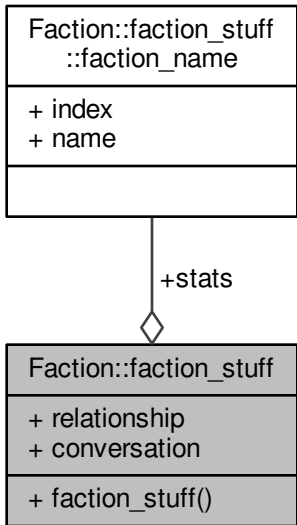 Faction::faction_stuff
::faction_name
+ index
+ name
+stats
Faction::faction_stuff
+ relationship
+ conversation
+ faction_stuff()